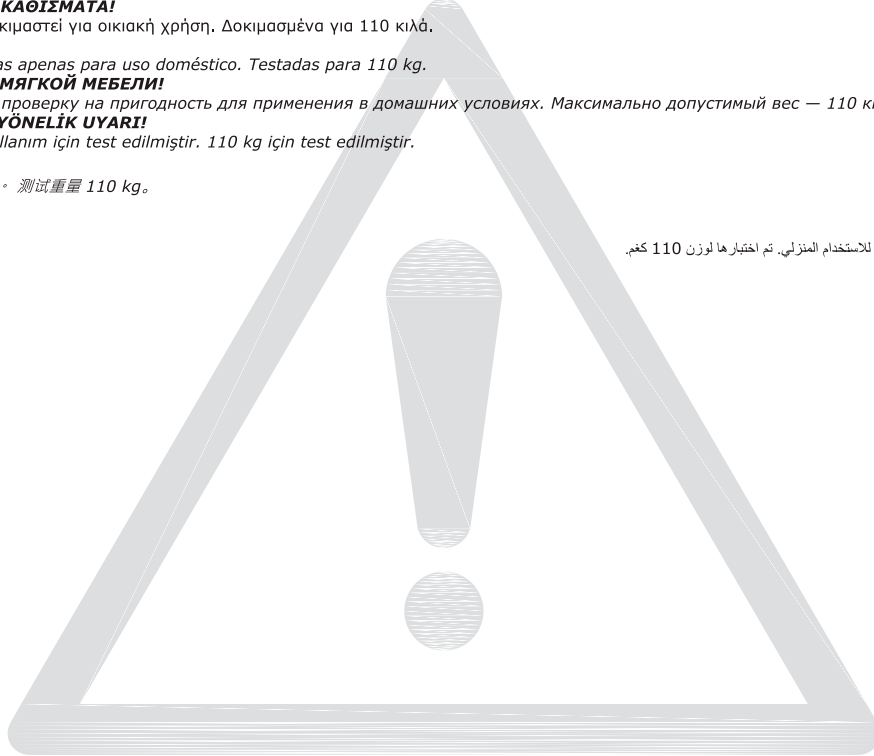 ΚΑΘΙΣΜΑΤΑ!
κιμαστεί για οικιακή χρήση. Δοκιμασμένα για 110 κιλά.
as apenas para uso doméstico. Testadas para 110 kg.
МЯГКОЙ МЕБЕЛИ!
проверку на пригодность для применения в домашних условиях. Максимально допустимый вес — 110 кг
YÖNELİK UYARI!
llanım için test edilmiştir. 110 kg için test edilmiştir.
。测试重量 110 kg。
للاستخدام المنزلي. تم اختبارها لوزن 110 كغم.